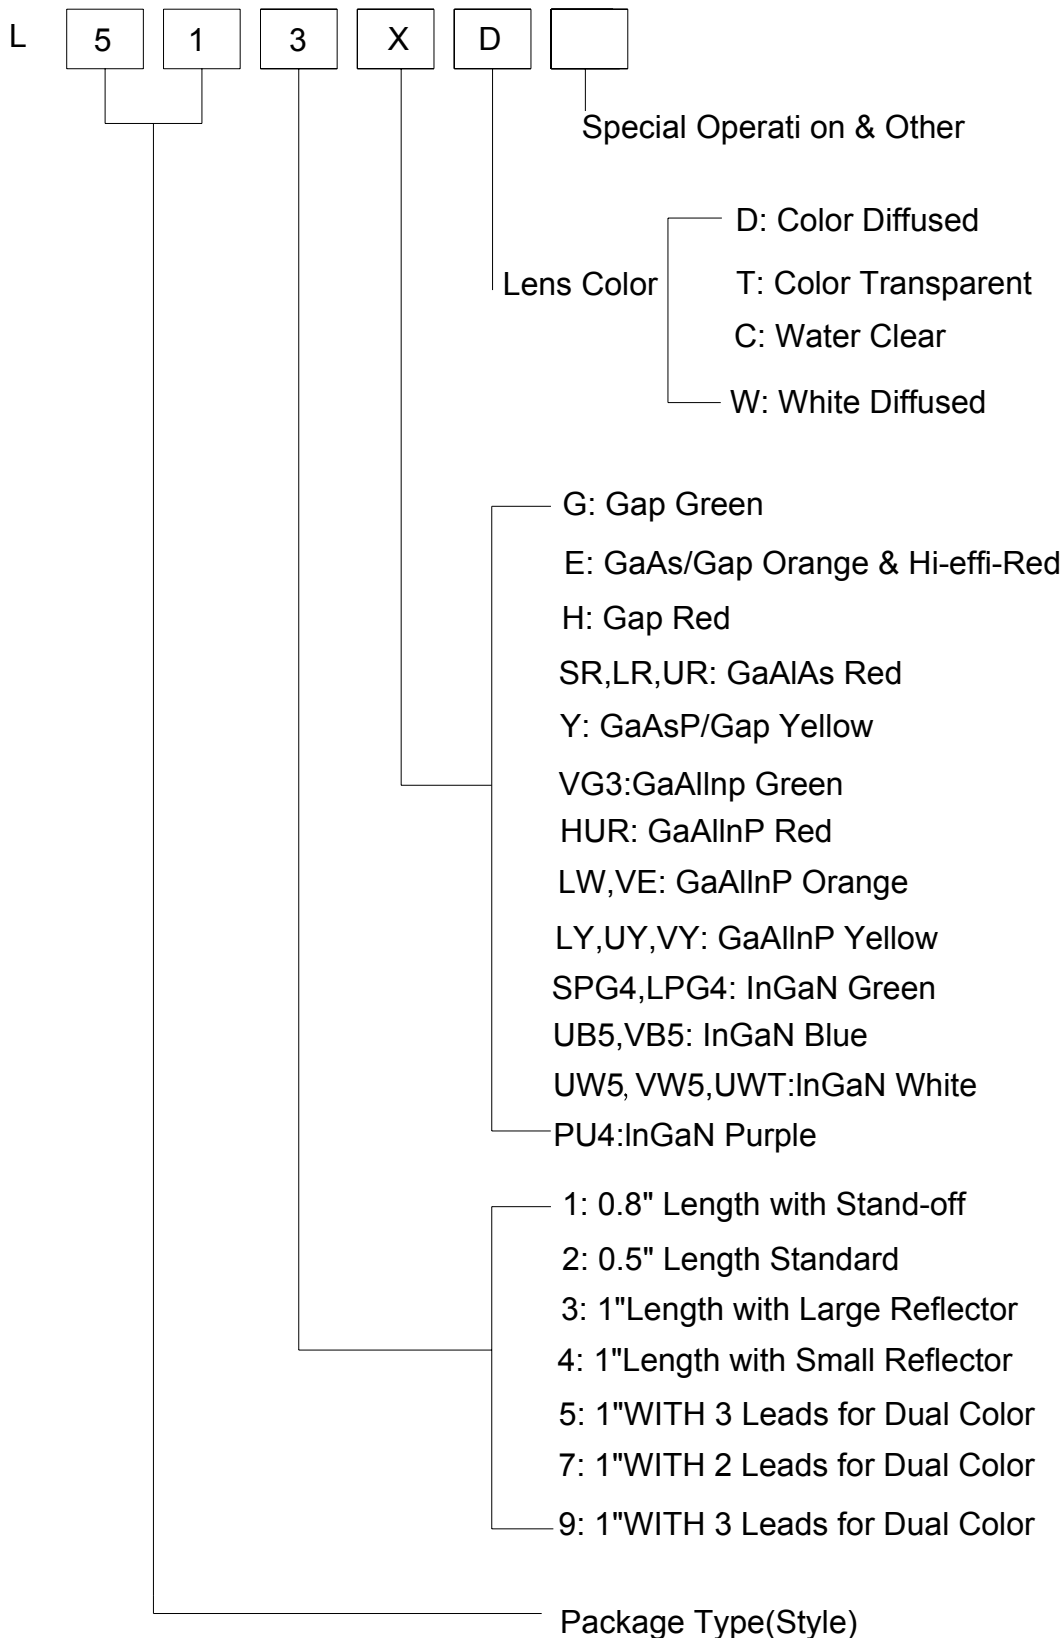 L 5 1 3 X D
Special Operati on & Other
D: Color Diffused
Lens Color
T: Color Transparent
C: Water Clear
W: White Diffused
G: Gap Green
E: GaAs/Gap Orange & Hi-effi-Red
H: Gap Red
SR,LR,UR: GaAlAs Red
Y: GaAsP/Gap Yellow
VG3:GaAlInp Green
HUR: GaAlInP Red
LW,VE: GaAlInP Orange
LY,UY,VY: GaAlInP Yellow
SPG4,LPG4: InGaN Green
UB5,VB5: InGaN Blue
UW5, VW5,UWT:InGaN White
PU4:InGaN Purple
1: 0.8" Length with Stand-off
2: 0.5" Length Standard
3: 1"Length with Large Reflector
4: 1"Length with Small Reflector
5: 1"WITH 3 Leads for Dual Color
7: 1"WITH 2 Leads for Dual Color
9: 1"WITH 3 Leads for Dual Color
Package Type(Style)